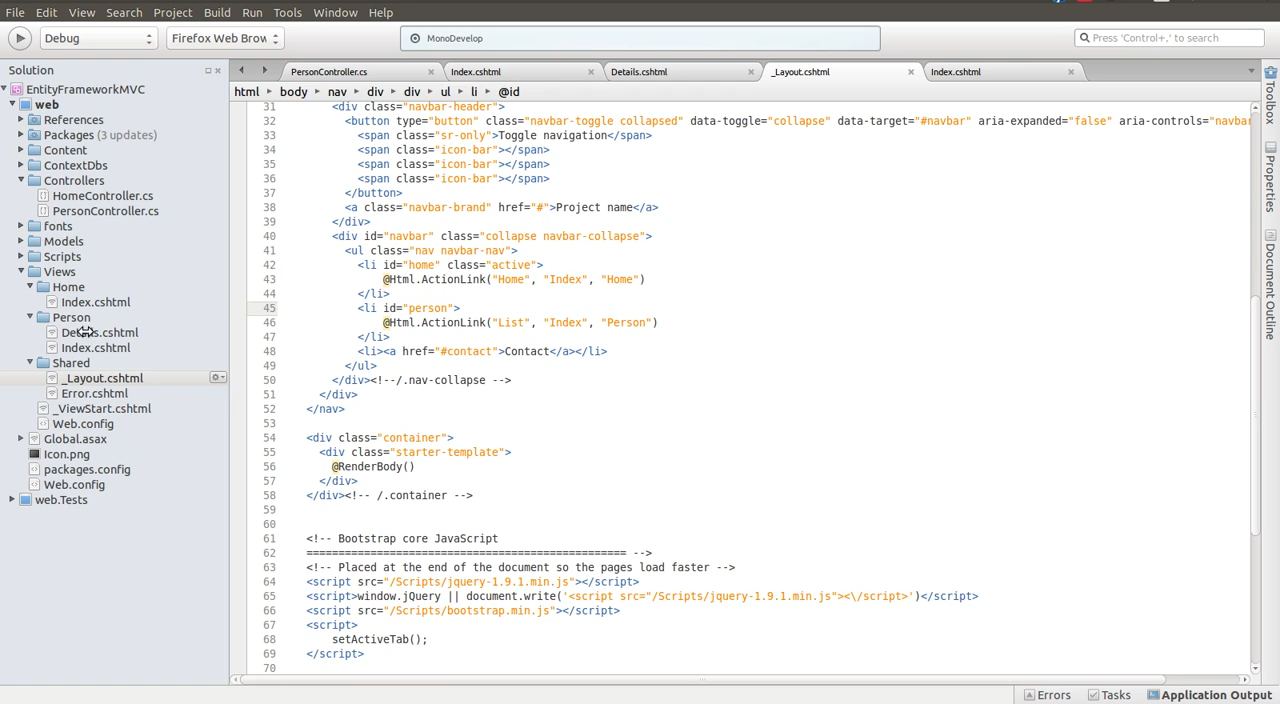 File Edit View Search Project Build Run Tools Window Help
Debug
Firefox Web Brow
MonoDevelop
Press 'Control+,' to search
Solution
EntityFrameworkMVC
web
References
Packages (3 updates)
Content
ContextDbs
Controllers
HomeController.cs
PersonController.cs
fonts
Models
Scripts
Views
Home
Index.cshtml
Person
Details.cshtml
Index.cshtml
Shared
_Layout.cshtml
Error.cshtml
_ViewStart.cshtml
Web.config
Global.asax
Icon.png
packages.config
Web.config
web.Tests
PersonController.cs Index.cshtml Details.cshtml _Layout.cshtml Index.cshtml
html body nav div div ul li @id
31 <div class="navbar-header">
32 <button type="button" class="navbar-toggle collapsed" data-toggle="collapse" data-target="#navbar" aria-expanded="false" aria-controls="navbar
33 <span class="sr-only">Toggle navigation</span>
34 <span class="icon-bar"></span>
35 <span class="icon-bar"></span>
36 <span class="icon-bar"></span>
37 </button>
38 <a class="navbar-brand" href="#">Project name</a>
39 </div>
40 <div id="navbar" class="collapse navbar-collapse">
41 <ul class="nav navbar-nav">
42 <li id="home" class="active">
43 @Html.ActionLink("Home", "Index", "Home")
44 </li>
45 <li id="person">
46 @Html.ActionLink("List", "Index", "Person")
47 </li>
48 <li><a href="#contact">Contact</a></li>
49 </ul>
50 </div><!--/.nav-collapse -->
51 </div>
52 </nav>
53
54 <div class="container">
55 <div class="starter-template">
56 @RenderBody()
57 </div>
58 </div><!-- /.container -->
59
60
61 <!-- Bootstrap core JavaScript
62 ================================================== -->
63 <!-- Placed at the end of the document so the pages load faster -->
64 <script src="/Scripts/jquery-1.9.1.min.js"></script>
65 <script>window.jQuery || document.write('<script src="/Scripts/jquery-1.9.1.min.js"><\/script>')</script>
66 <script src="/Scripts/bootstrap.min.js"></script>
67 <script>
68 setActiveTab();
69 </script>
70
Toolbox
Properties
Document Outline
Errors Tasks Application Output